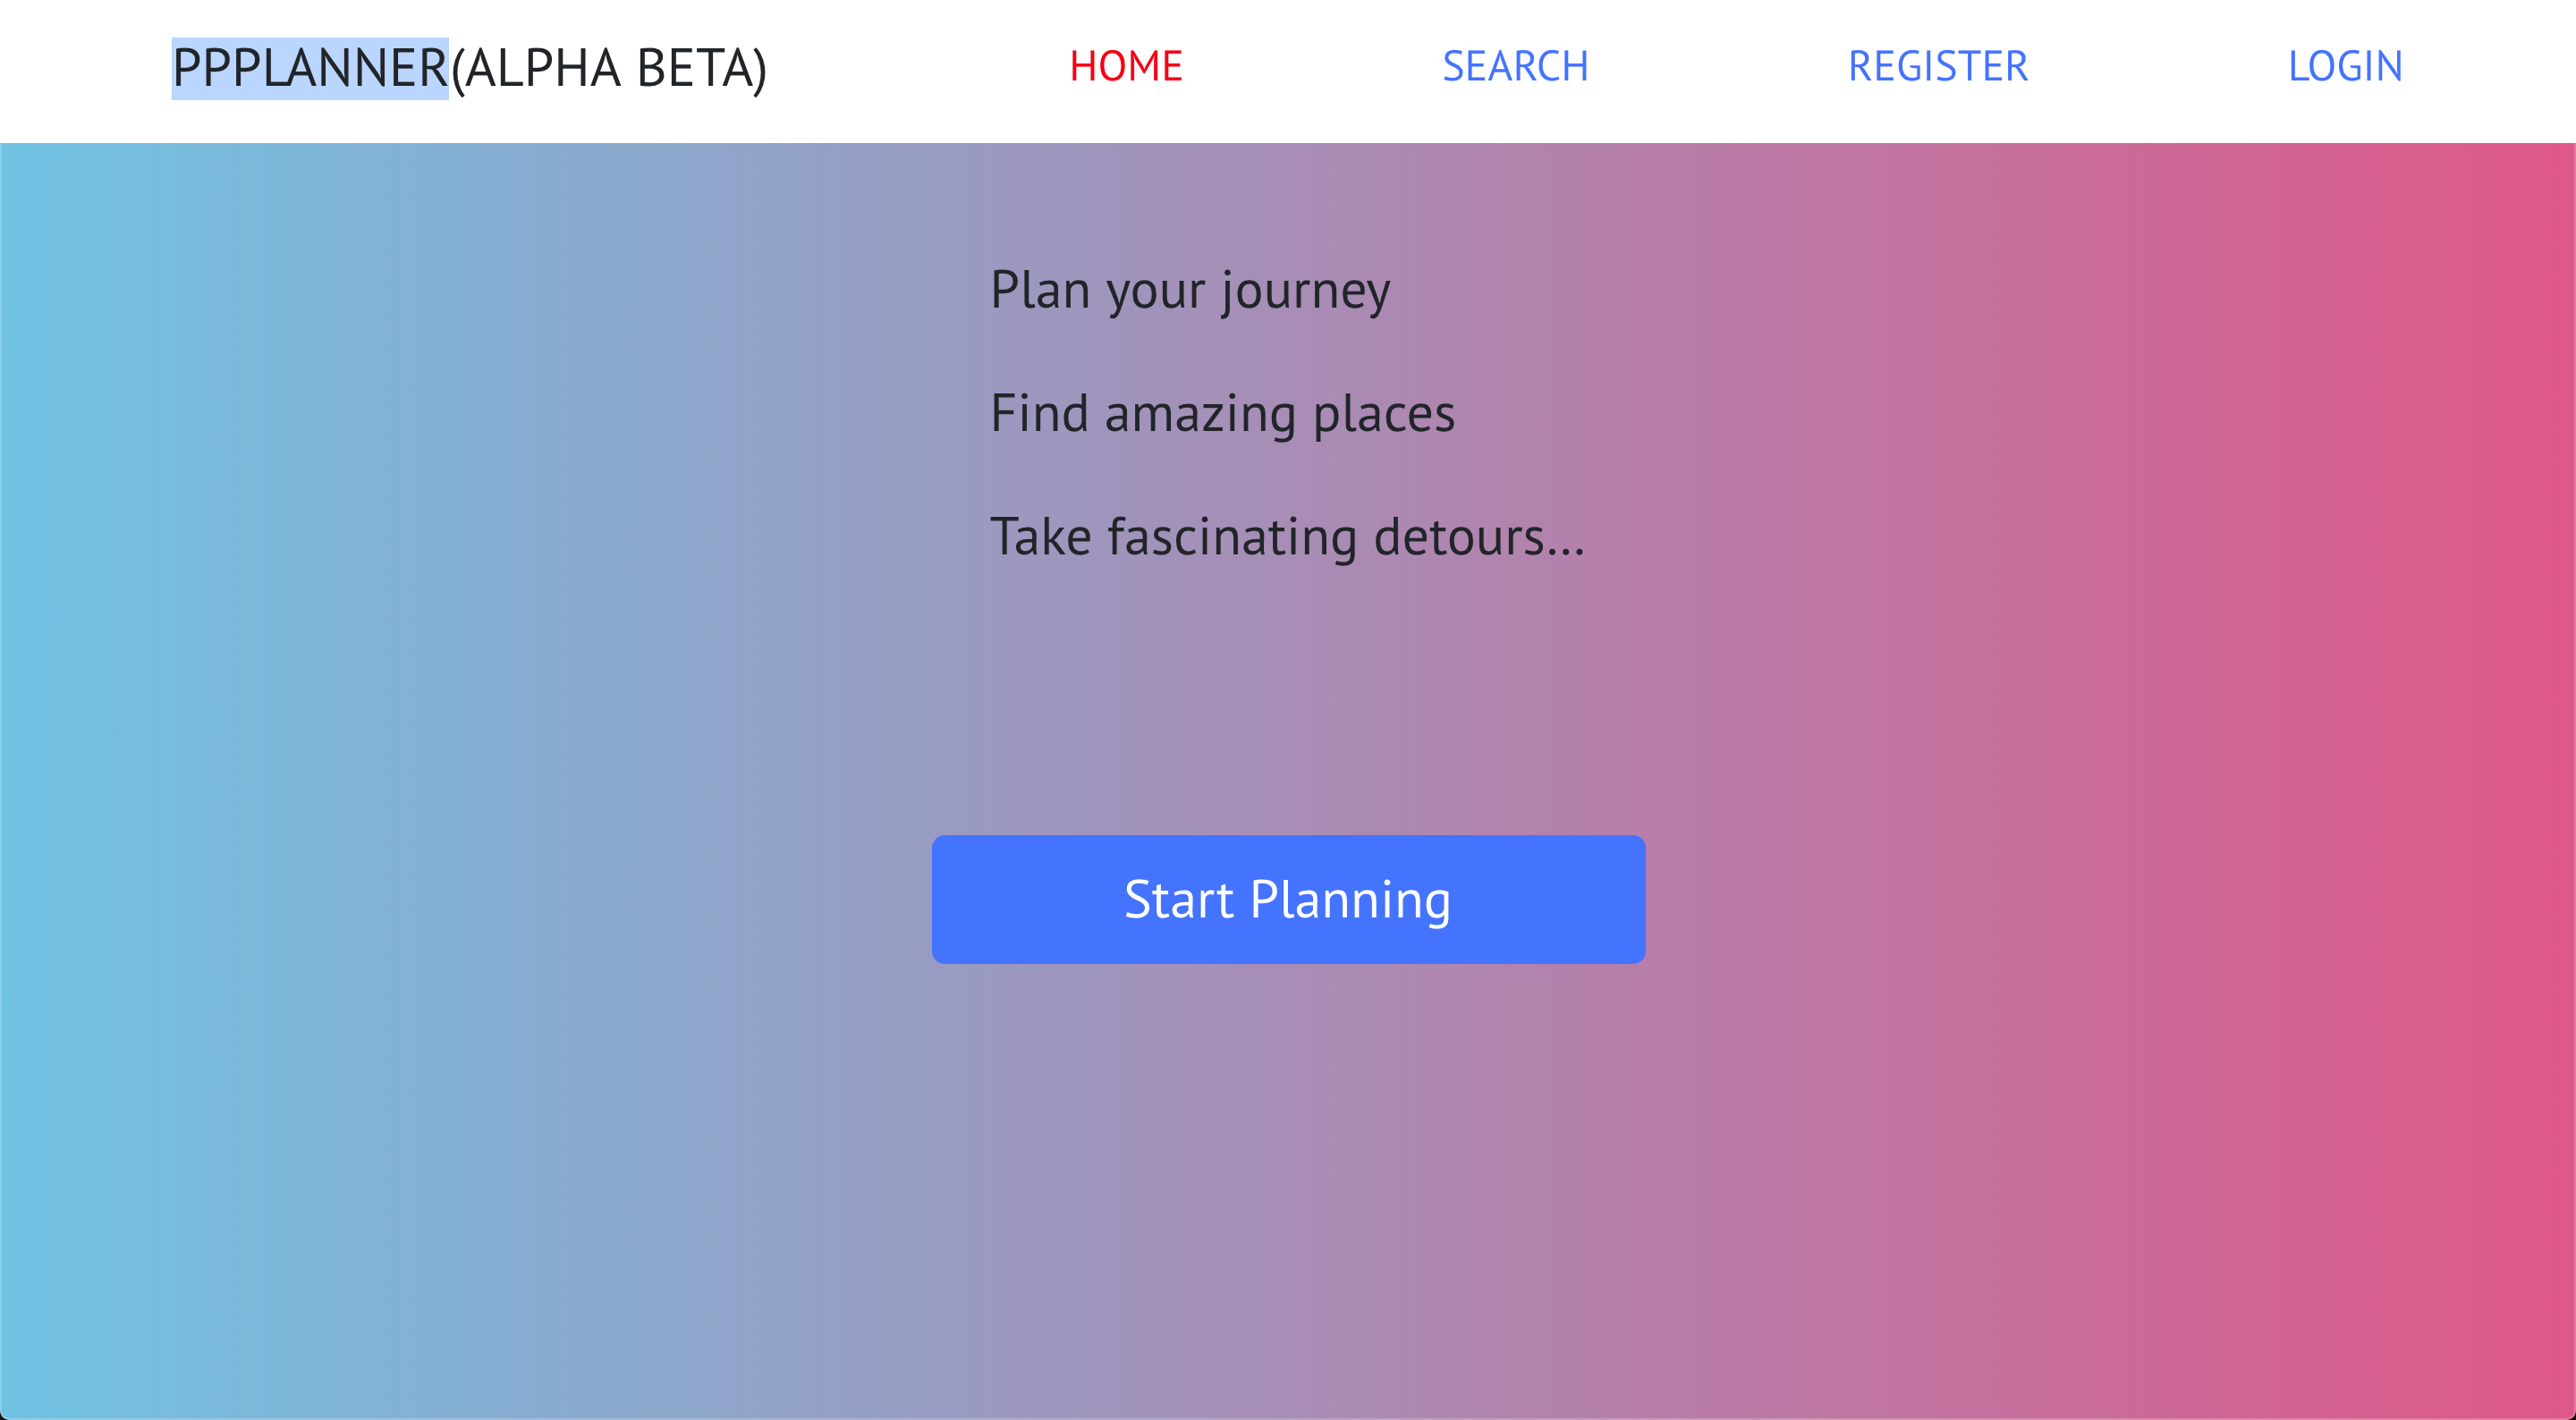 PPPLANNER(ALPHA BETA) HOME SEARCH REGISTER LOGIN
Plan your journey
Find amazing places
Take fascinating detours...
Start Planning